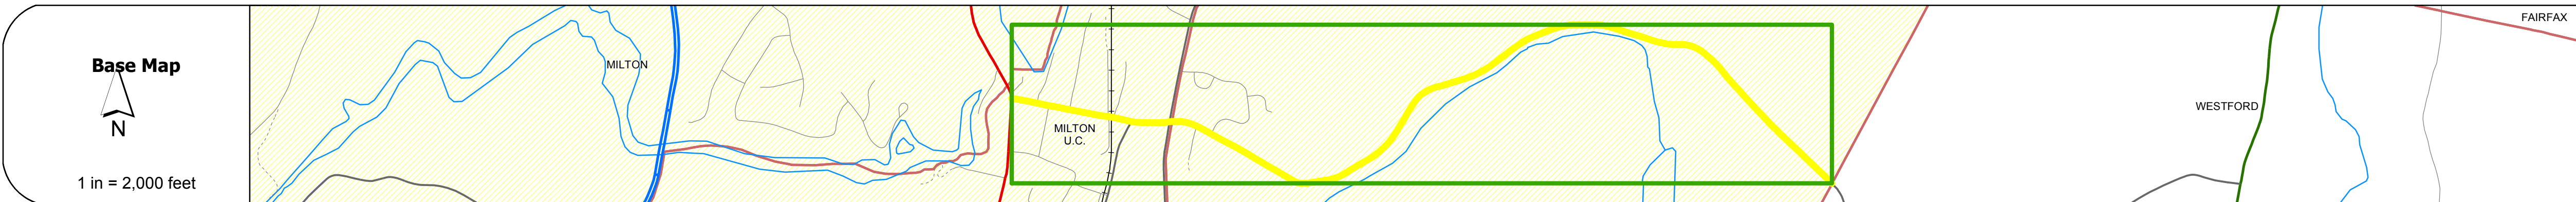 Base Map
N
1 in = 2,000 feet
MILTON
MILTON
U.C.
WESTFORD
FAIRFAX